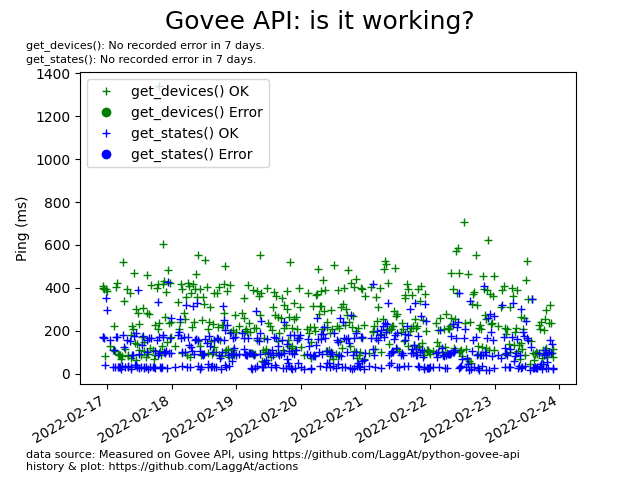 Govee API: is it working?
get_devices(): No recorded error in 7 days.
get_states(): No recorded error in 7 days.
1400
1200
1000
800
600
400
200
0
Ping (ms)
get_devices() OK
get_devices() Error
get_states() OK
get_states() Error
2022-02-17
2022-02-18
2022-02-19
2022-02-20
2022-02-21
2022-02-22
2022-02-23
2022-02-24
data source: Measured on Govee API, using https://github.com/LaggAt/python-govee-api
history & plot: https://github.com/LaggAt/actions